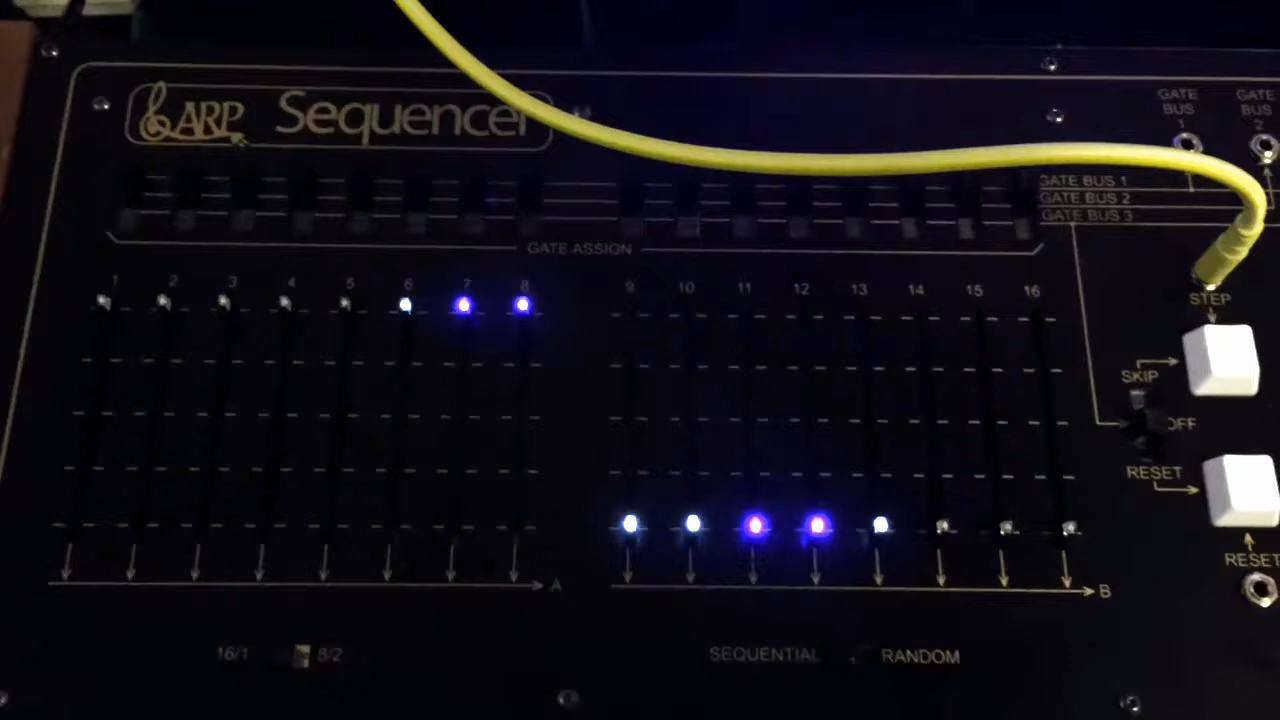 ARP Sequencer
GATE BUS 1
GATE BUS 2
GATE BUS 1
GATE BUS 2
GATE BUS 3
GATE ASSIGN
1 2 3 4 5 6 7 8
9 10 11 12 13 14 15 16
STEP
SKIP
OFF
RESET
RESET
A
B
16/1 8/2
SEQUENTIAL RANDOM